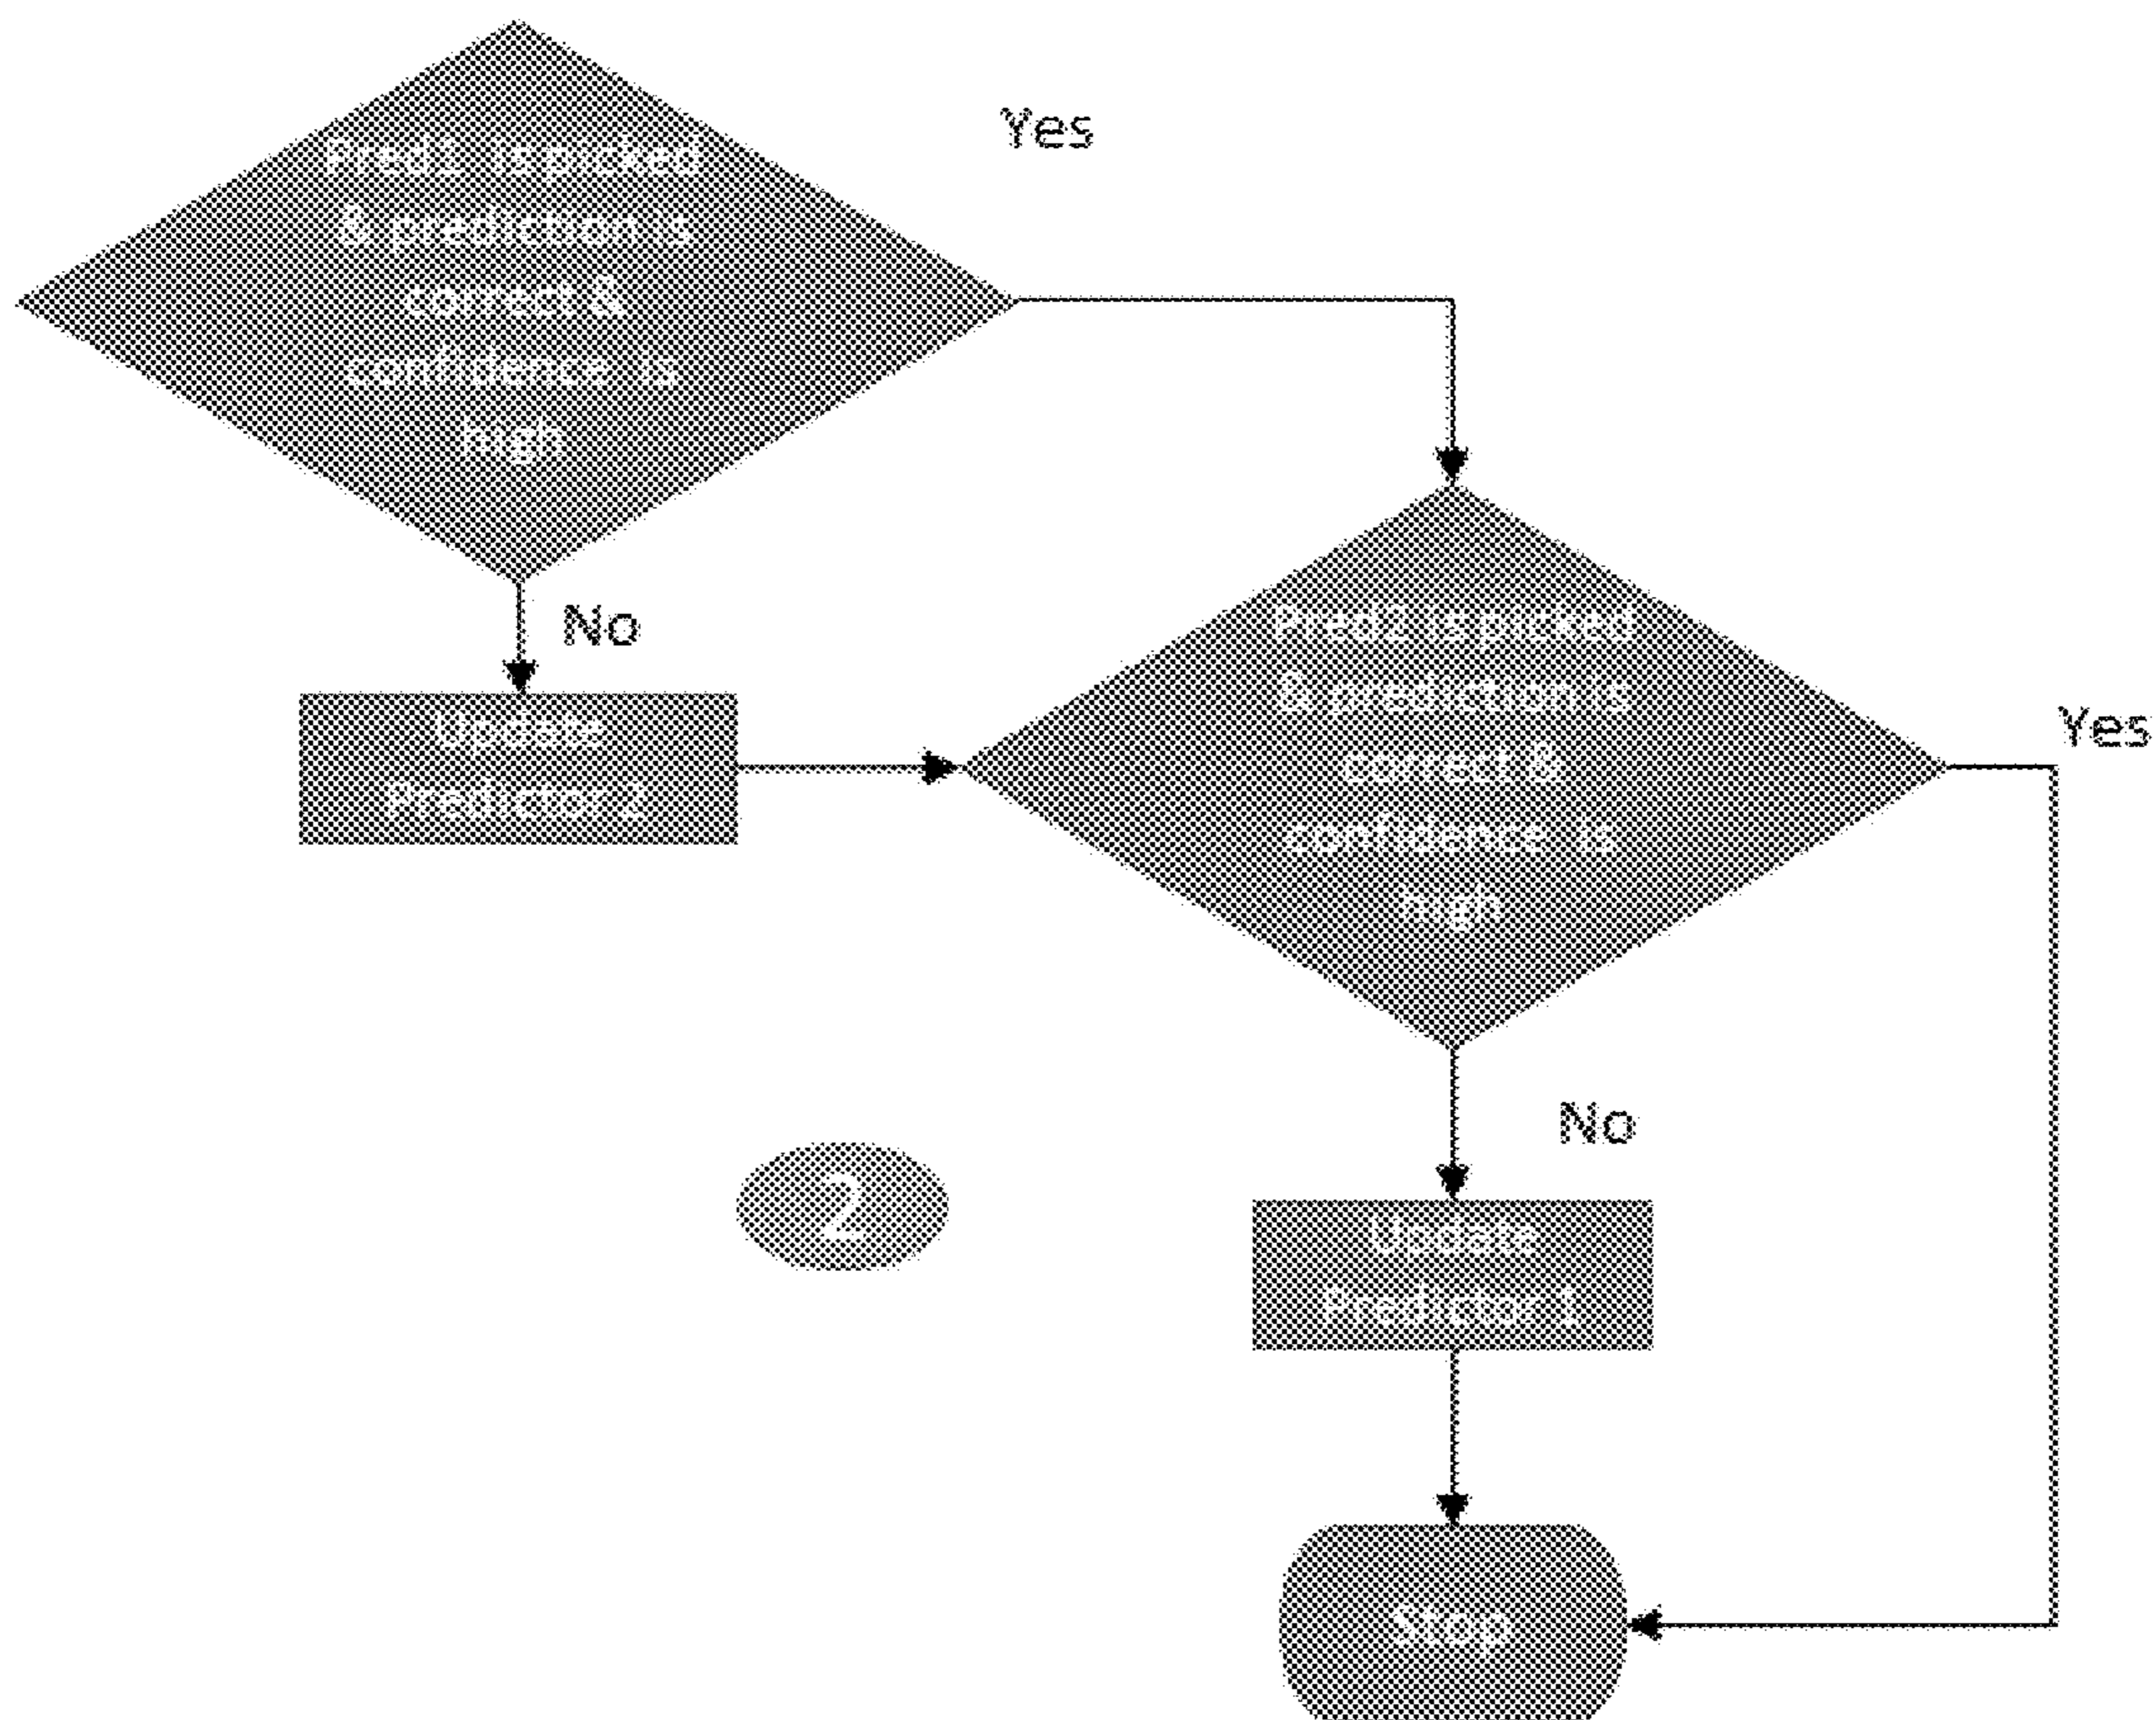 Pred1 is picked
& prediction is
correct &
confidence is
high
Yes
No
Update
Predictor 2
Pred2 is picked
& prediction is
correct &
confidence is
high
Yes
No
2
Update
Predictor 1
Stop